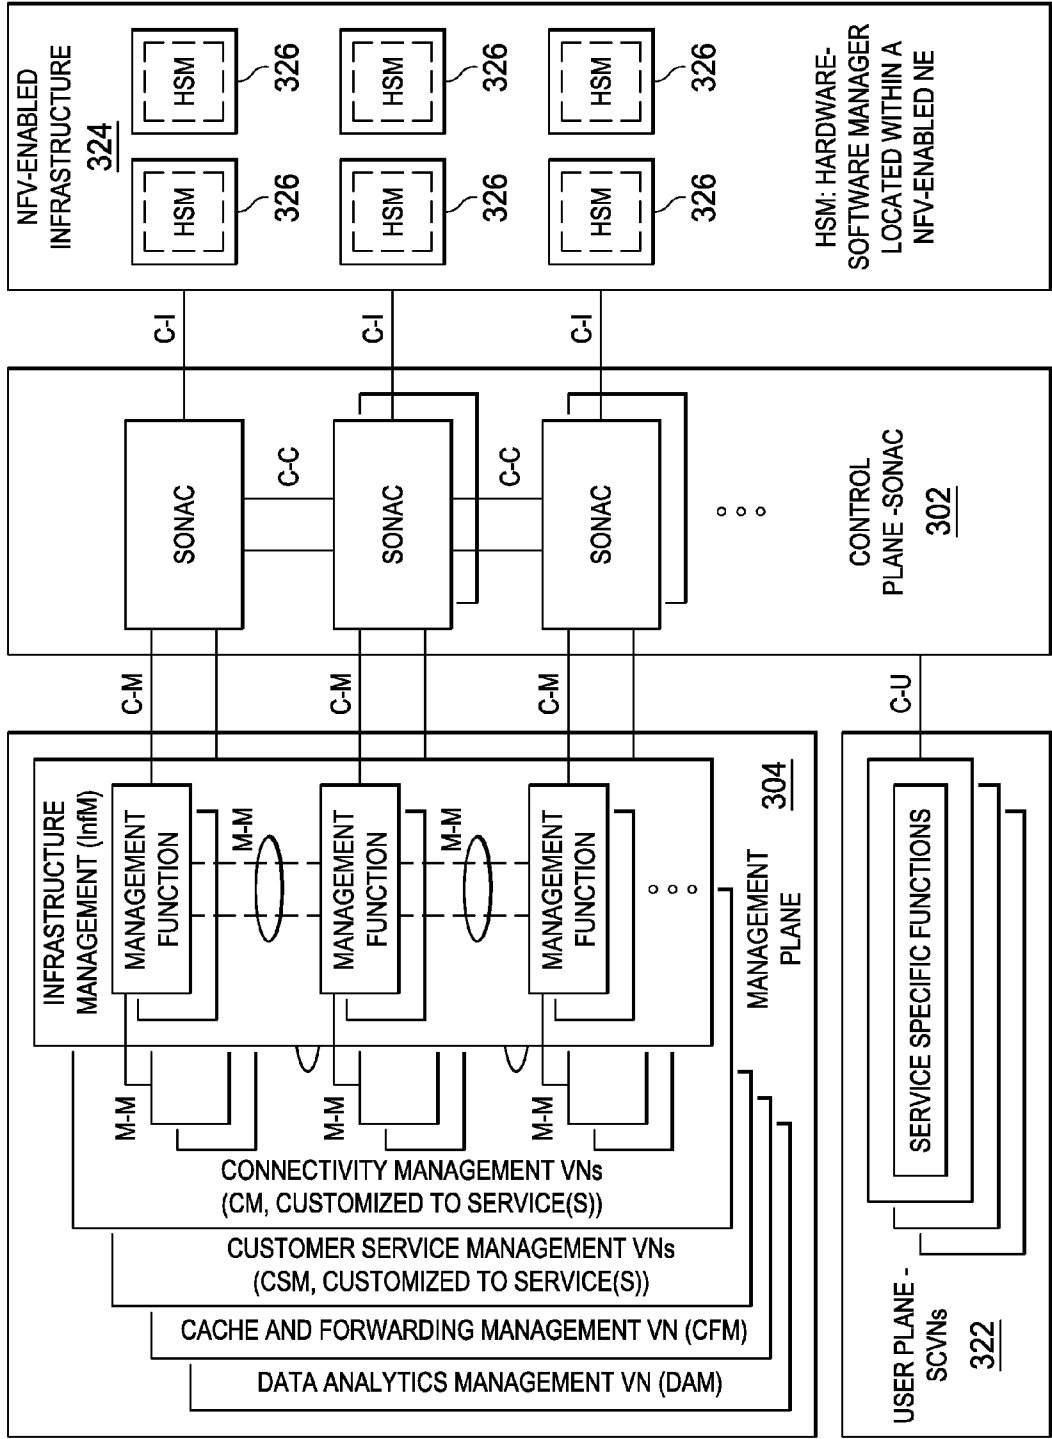 NFV-ENABLED
INFRASTRUCTURE
324
HSM
326
HSM
326
HSM
326
HSM
326
HSM
326
HSM
326
HSM: HARDWARE-
SOFTWARE MANAGER
LOCATED WITHIN A
NFV-ENABLED NE
C-I
C-I
C-I
SONAC
C-C
SONAC
C-C
SONAC
CONTROL
PLANE -SONAC
302
C-M
C-M
C-M
C-U
INFRASTRUCTURE
MANAGEMENT (InfM)
MANAGEMENT
FUNCTION
M-M
MANAGEMENT
FUNCTION
M-M
MANAGEMENT
FUNCTION
304
MANAGEMENT
PLANE
M-M
M-M
M-M
CONNECTIVITY MANAGEMENT VNs
(CM, CUSTOMIZED TO SERVICE(S))
CUSTOMER SERVICE MANAGEMENT VNs
(CSM, CUSTOMIZED TO SERVICE(S))
CACHE AND FORWARDING MANAGEMENT VN (CFM)
DATA ANALYTICS MANAGEMENT VN (DAM)
SERVICE SPECIFIC FUNCTIONS
USER PLANE -
SCVNs
322